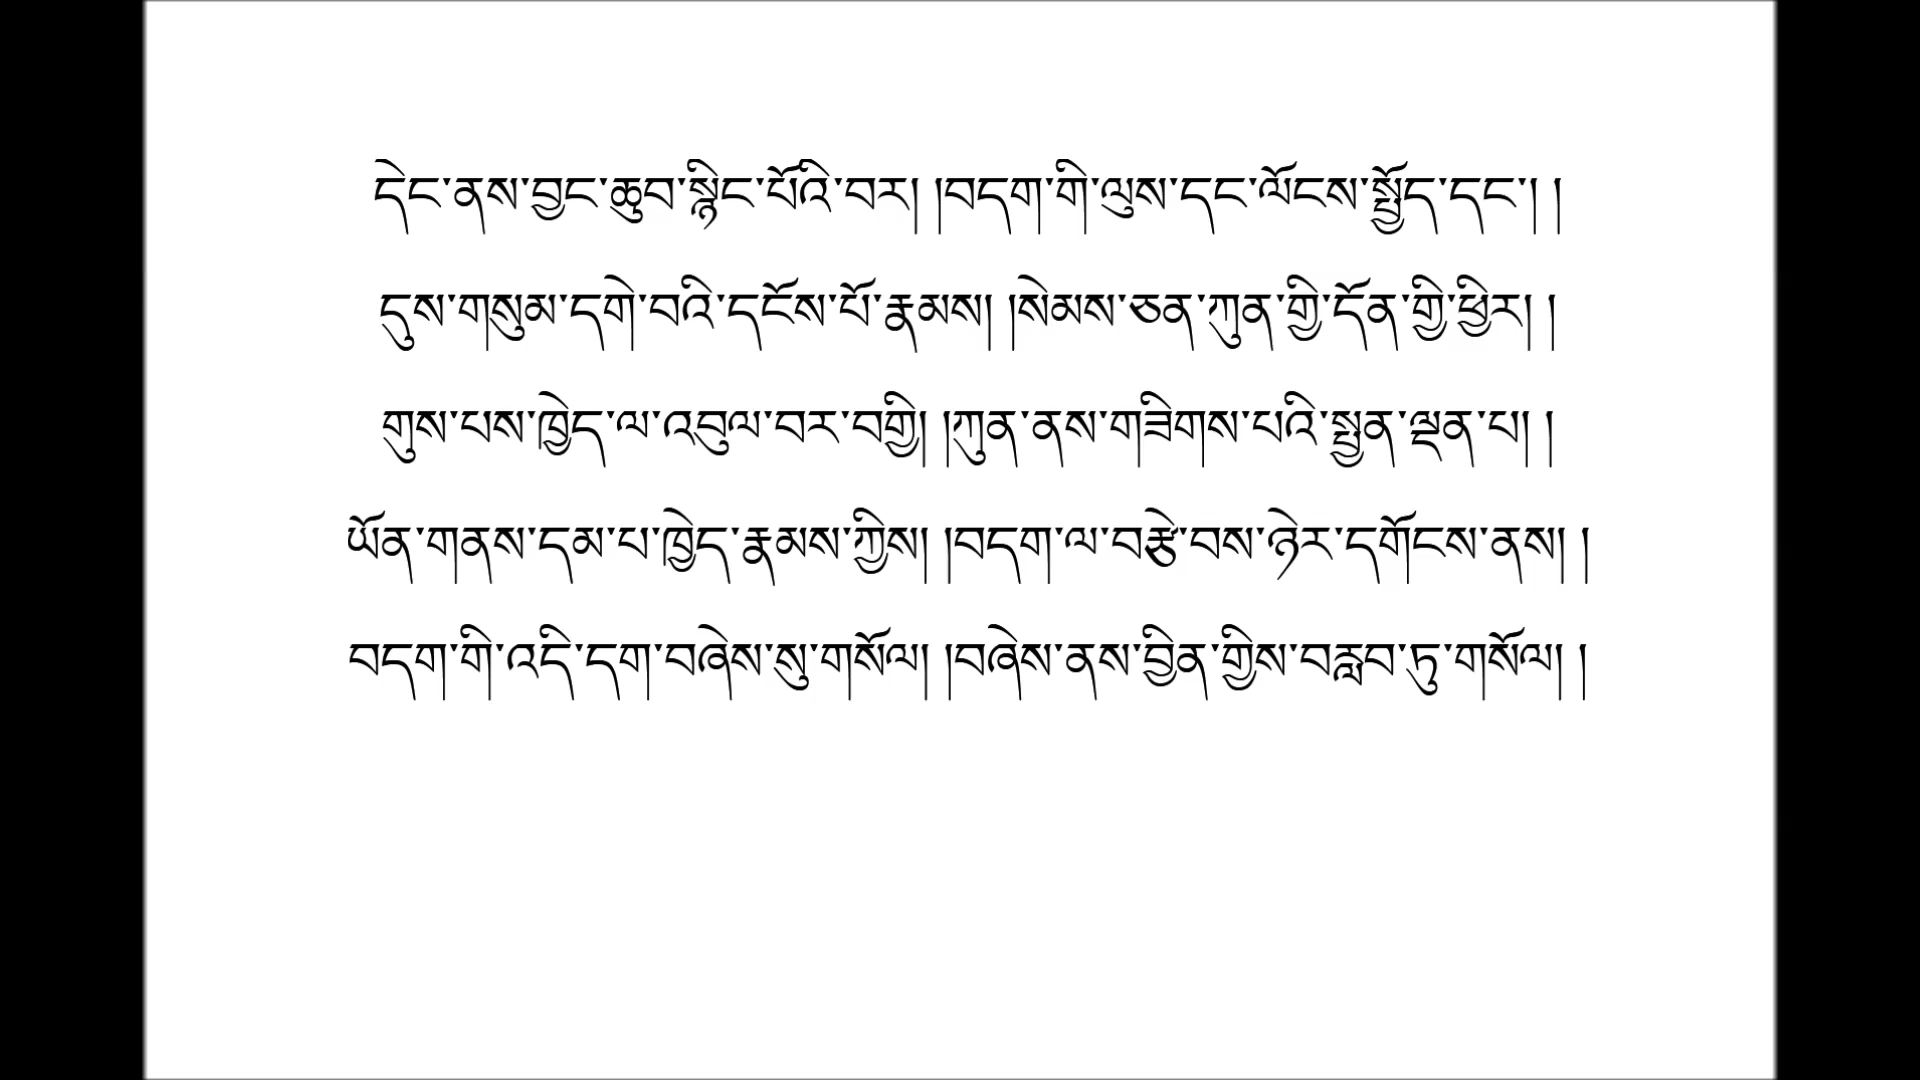 དེང་ནས་བྱང་ཆུབ་སྙིང་པོའི་བར། །བདག་གི་ལུས་དང་ལོངས་སྤྱོད་དང་། །
དུས་གསུམ་དགེ་བའི་དངོས་པོ་རྣམས། །སེམས་ཅན་ཀུན་གྱི་དོན་གྱི་ཕྱིར། །
གུས་པས་ཁྱེད་ལ་འབུལ་བར་བགྱི། །ཀུན་ནས་གཟིགས་པའི་སྤྱན་ལྡན་པ། །
ཡོན་གནས་དམ་པ་ཁྱེད་རྣམས་ཀྱིས། །བདག་ལ་བརྩེ་བས་ཉེར་དགོངས་ནས། །
བདག་གི་འདི་དག་བཞེས་སུ་གསོལ། །བཞེས་ནས་བྱིན་གྱིས་བརླབ་ཏུ་གསོལ། །